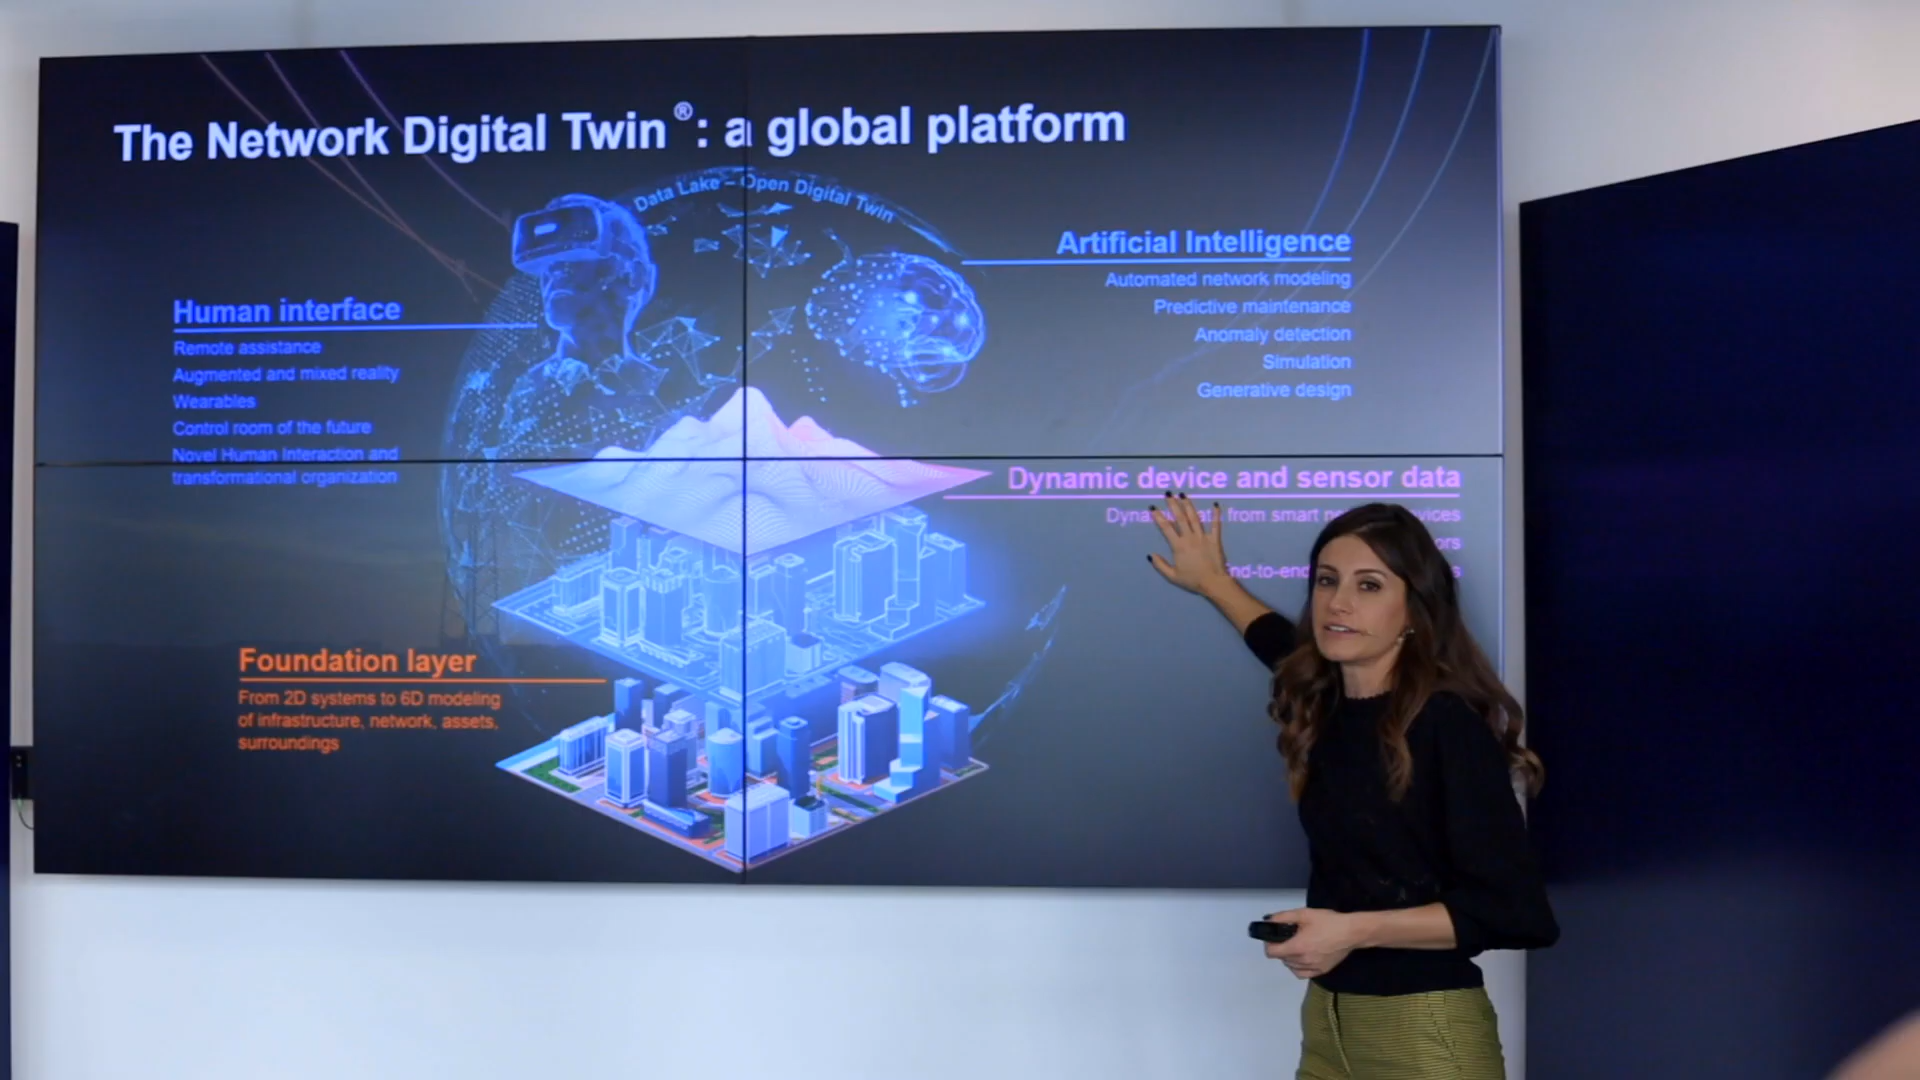 The Network Digital Twin®: a global platform
Data Lake – Open Digital Twin
Artificial Intelligence
Automated network modeling
Predictive maintenance
Anomaly detection
Simulation
Generative design
Human interface
Remote assistance
Augmented and mixed reality
Wearables
Control room of the future
Novel Human Interaction and
transformational organization
Dynamic device and sensor data
from smart
Foundation layer
From 2D systems to 6D modeling
of infrastructure, network, assets,
surroundings